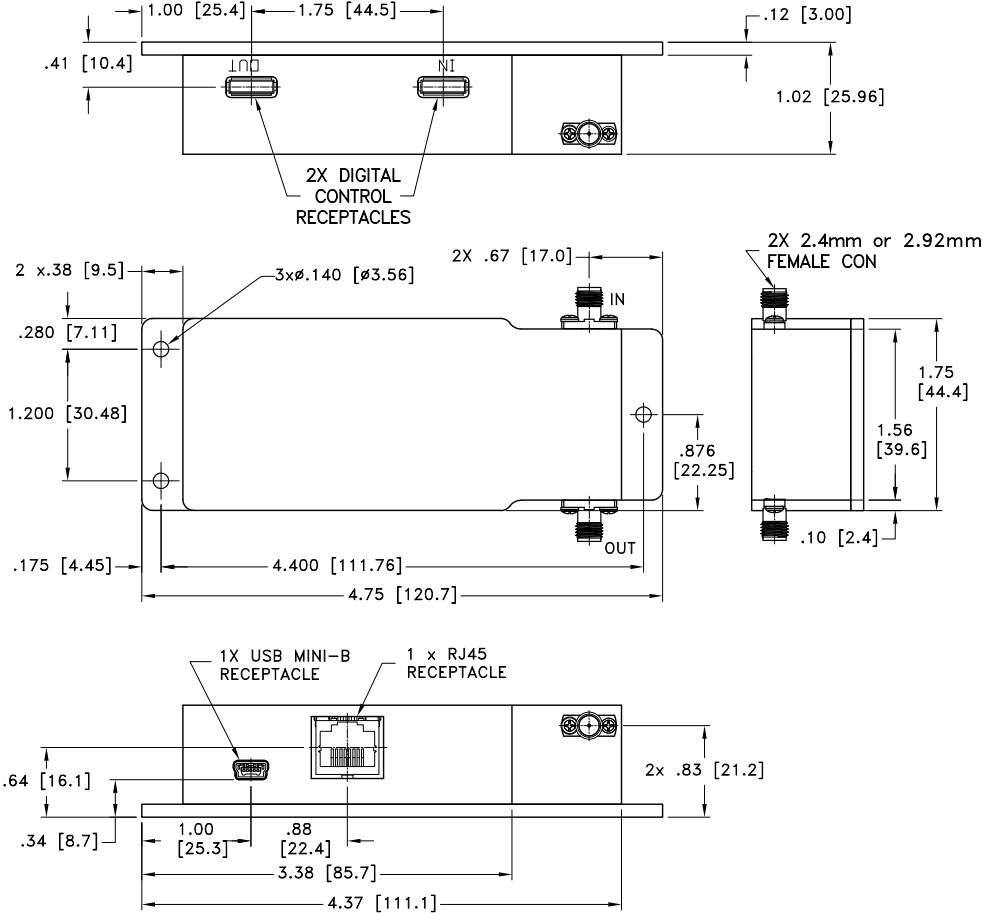 1.00 [25.4]
1.75 [44.5]
.12 [3.00]
.41 [10.4]
OUT
IN
1.02 [25.96]
2X DIGITAL
CONTROL
RECEPTACLES
2X 2.4mm or 2.92mm
FEMALE CON
2 x.38 [9.5]
3xø.140 [ø3.56]
2X .67 [17.0]
IN
.280 [7.11]
1.200 [30.48]
1.75
[44.4]
1.56
[39.6]
.876
[22.25]
.10 [2.4]
OUT
.175 [4.45]
4.400 [111.76]
4.75 [120.7]
1X USB MINI-B
RECEPTACLE
1 x RJ45
RECEPTACLE
.64 [16.1]
2x .83 [21.2]
.34 [8.7]
1.00
[25.3]
.88
[22.4]
3.38 [85.7]
4.37 [111.1]